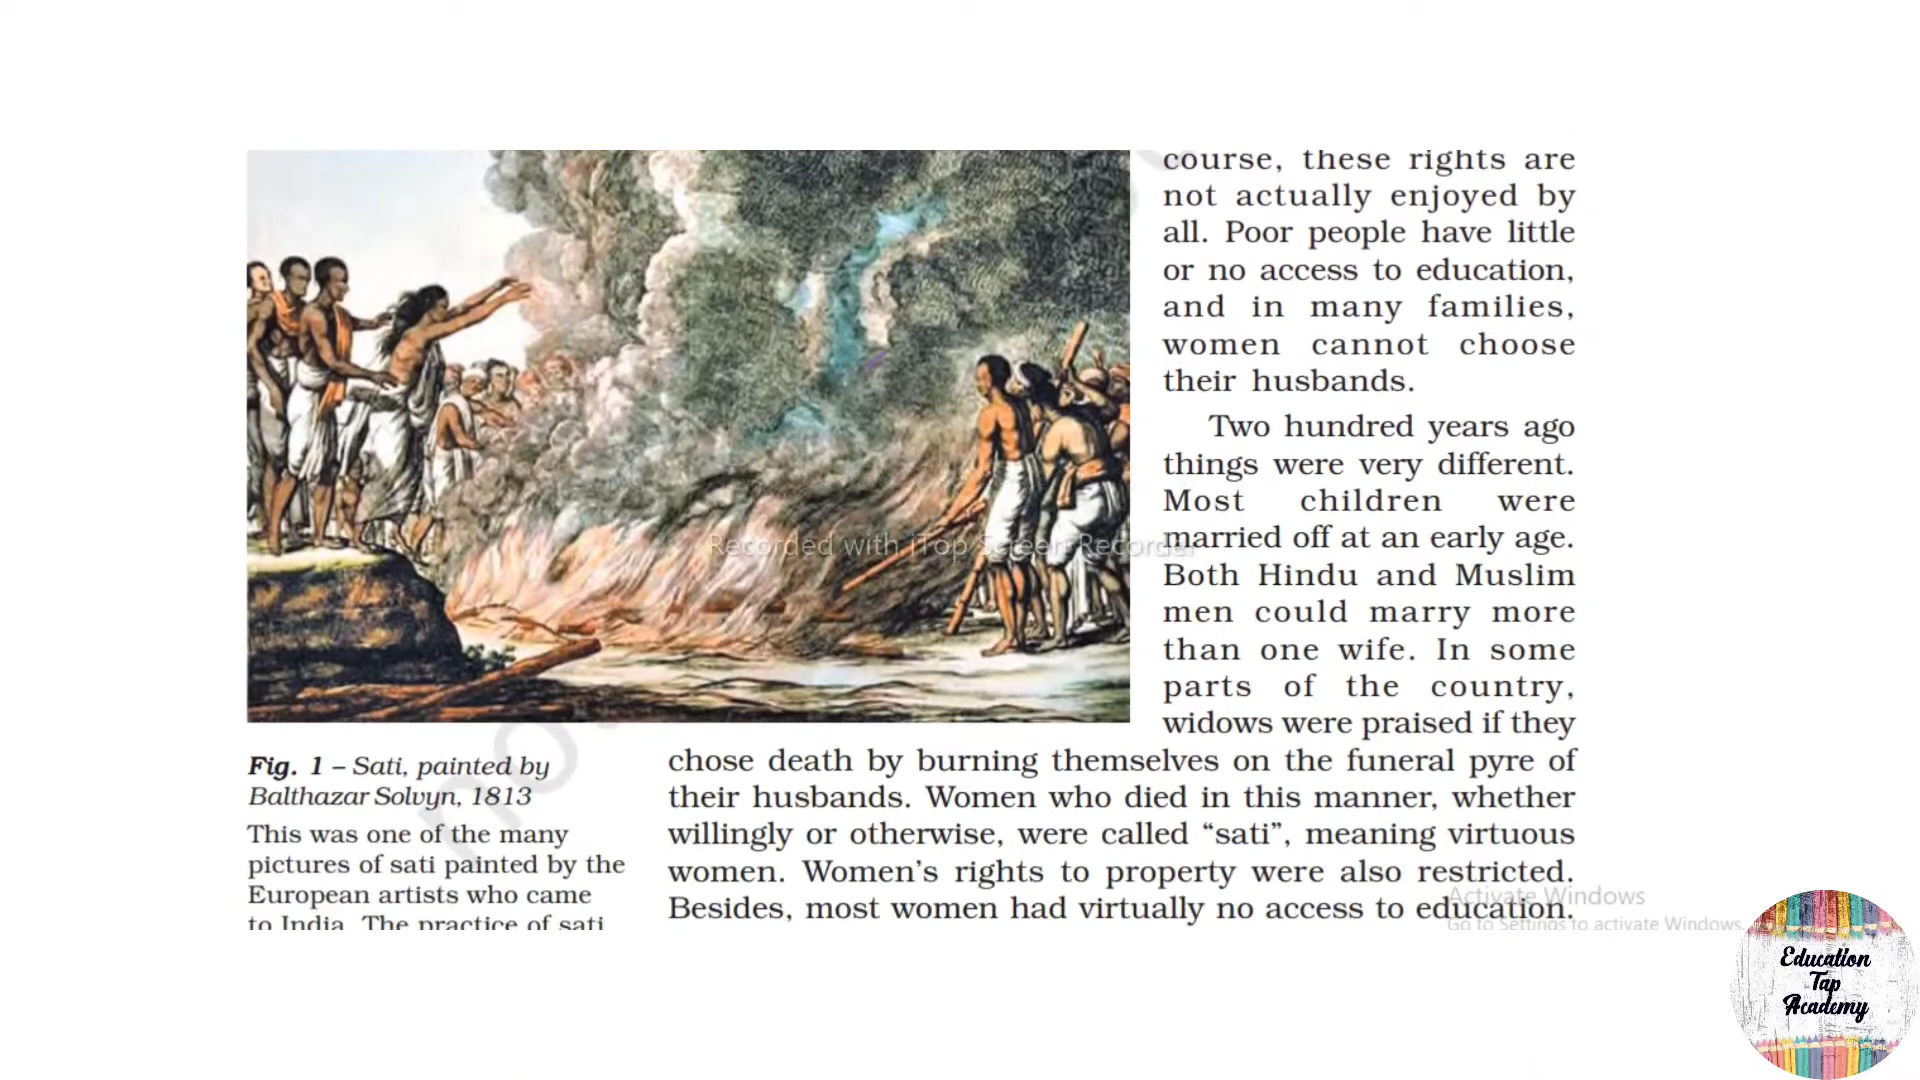 course, these rights are
not actually enjoyed by
all. Poor people have little
or no access to education,
and in many families,
women cannot choose
their husbands.
Two hundred years ago
things were very different.
Most children were
married off at an early age.
Both Hindu and Muslim
men could marry more
than one wife. In some
parts of the country,
widows were praised if they
chose death by burning themselves on the funeral pyre of
their husbands. Women who died in this manner, whether
willingly or otherwise, were called “sati”, meaning virtuous
women. Women’s rights to property were also restricted.
Besides, most women had virtually no access to education.
Recorded with iTop Screen Recorder
Fig. 1 – Sati, painted by
Balthazar Solvyn, 1813
This was one of the many
pictures of sati painted by the
European artists who came
to India. The practice of sati
Activate Windows
Go to Settings to activate Windows.
Education
Tap
Academy